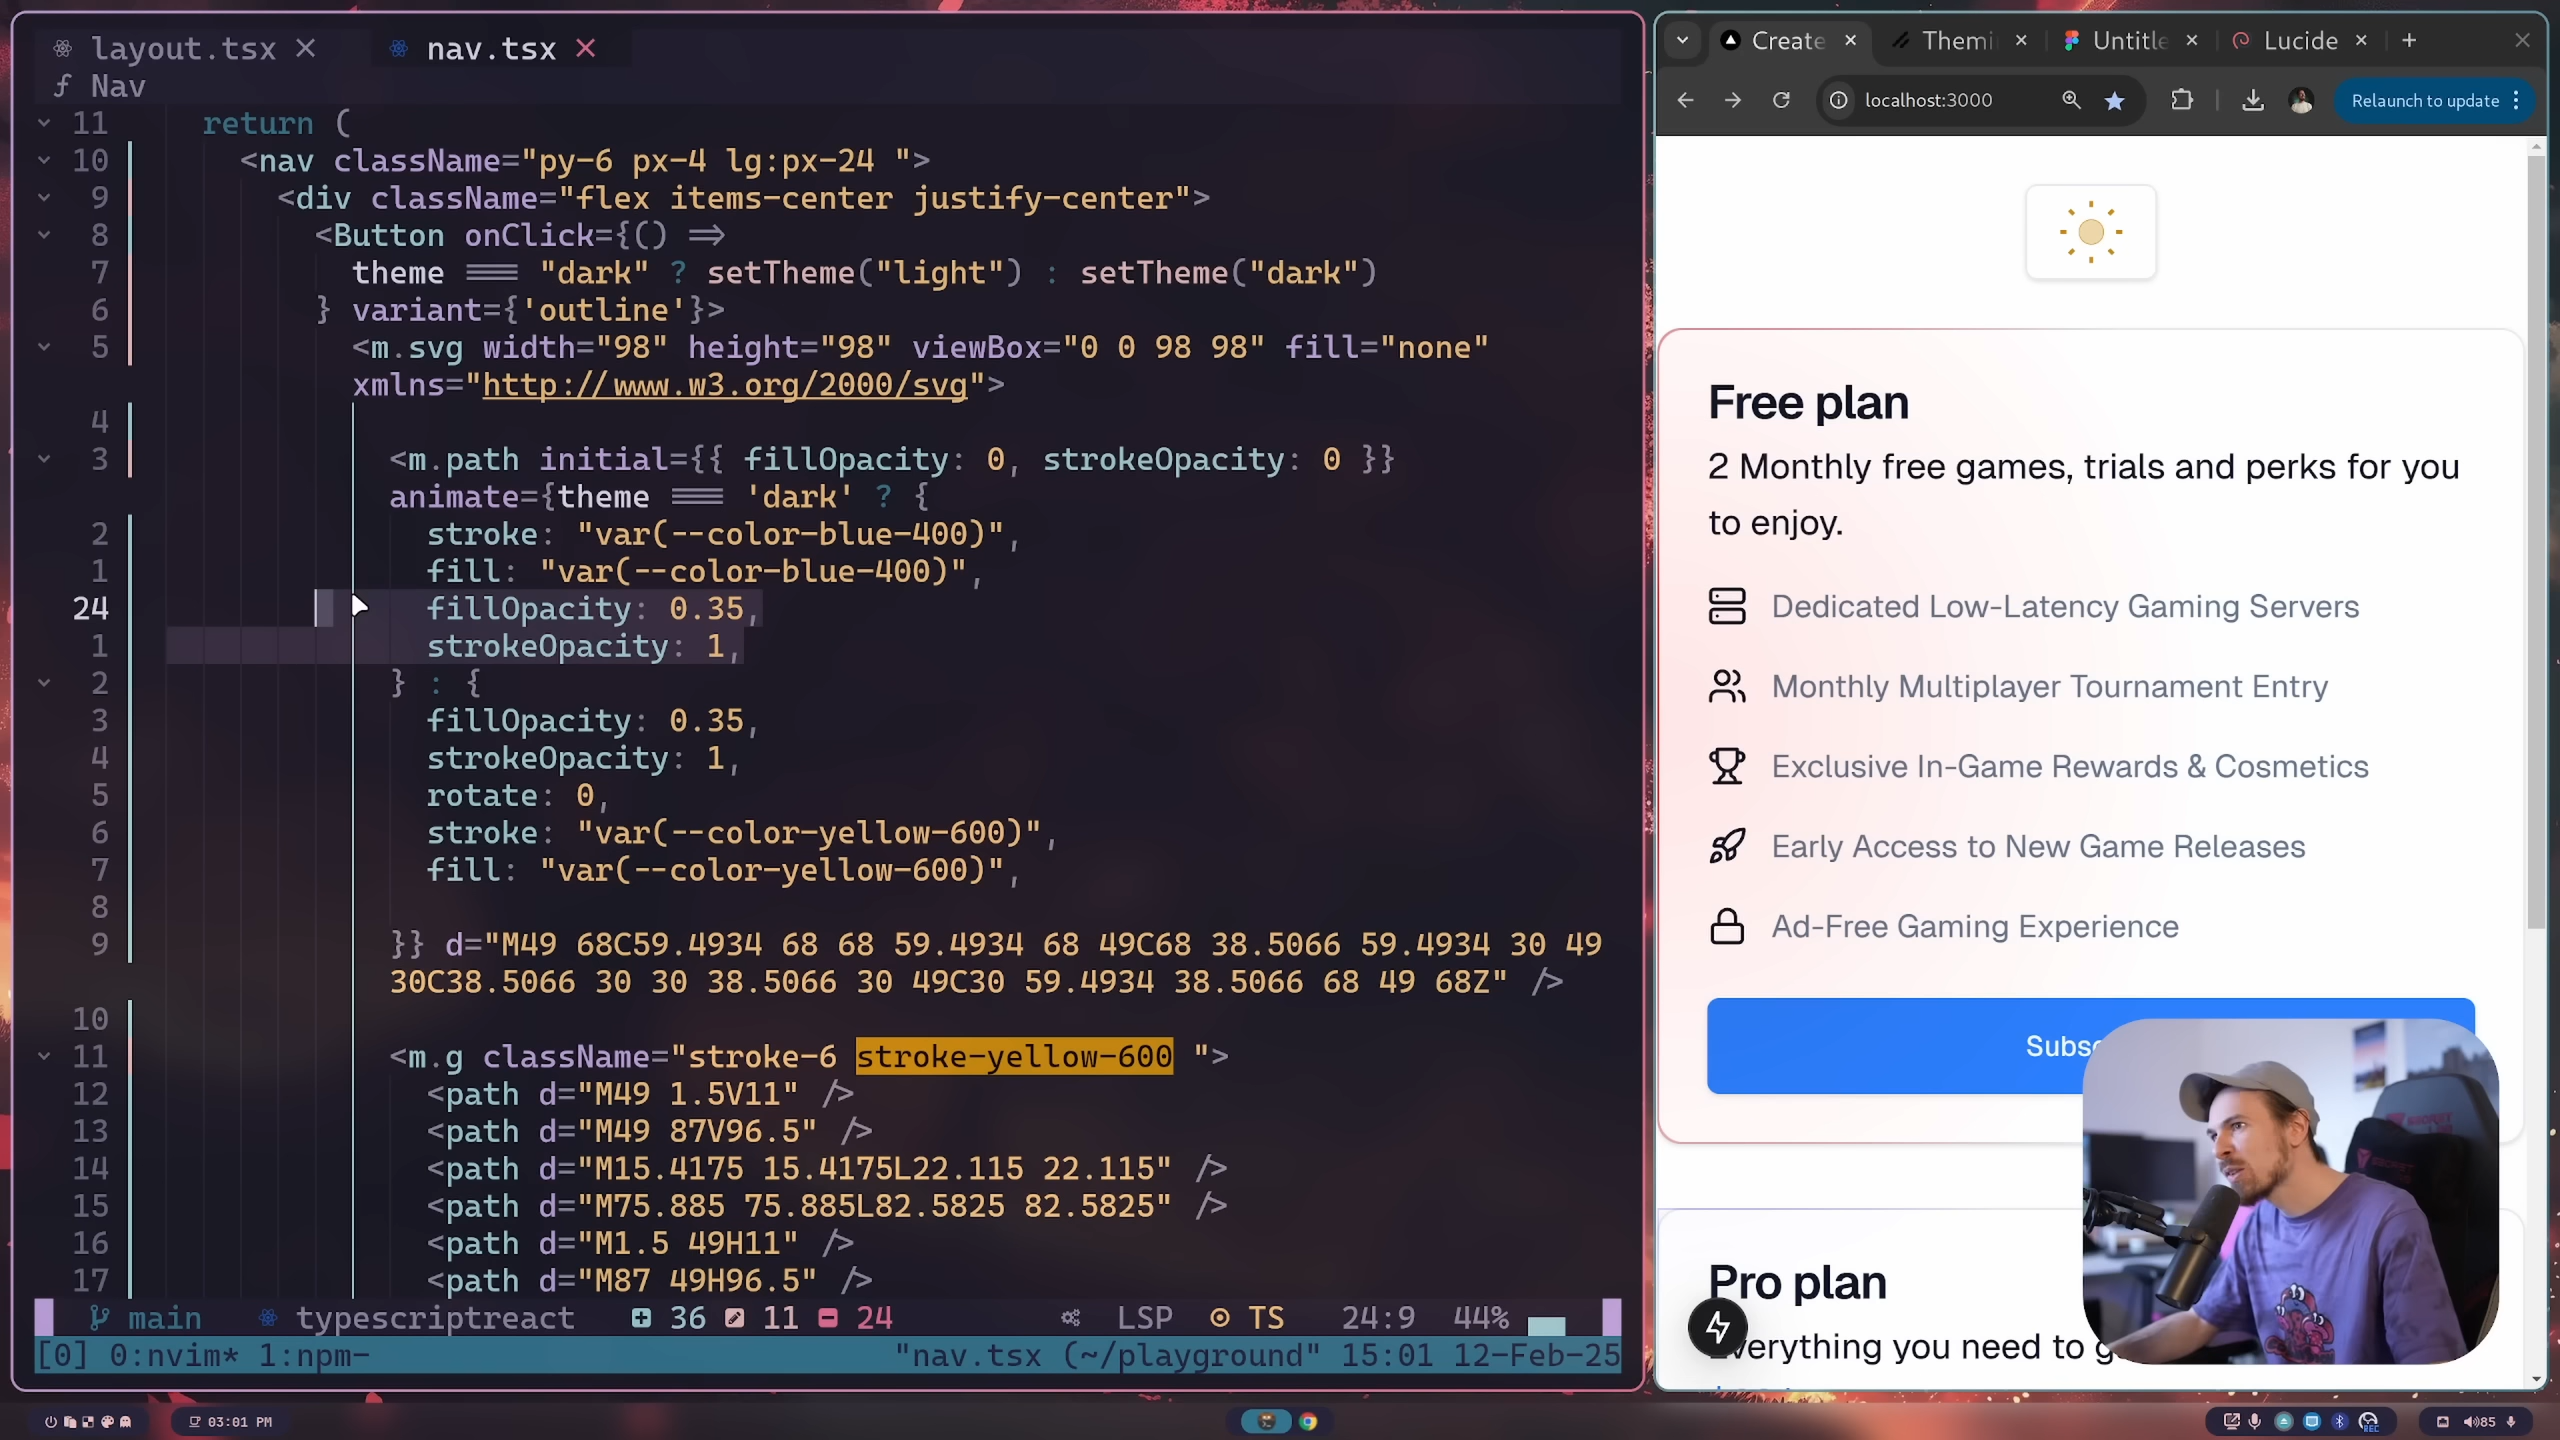 layout.tsx
nav.tsx
ƒ Nav
11 return (
10 <nav className="py-6 px-4 lg:px-24 ">
9 <div className="flex items-center justify-center">
8 <Button onClick={() =>
7 theme === "dark" ? setTheme("light") : setTheme("dark")
6 } variant={'outline'}>
5 <m.svg width="98" height="98" viewBox="0 0 98 98" fill="none"
xmlns="http://www.w3.org/2000/svg">
4
3 <m.path initial={{ fillOpacity: 0, strokeOpacity: 0 }}
animate={theme === 'dark' ? {
2 stroke: "var(--color-blue-400)",
1 fill: "var(--color-blue-400)",
24 fillOpacity: 0.35,
1 strokeOpacity: 1,
2 } : {
3 fillOpacity: 0.35,
4 strokeOpacity: 1,
5 rotate: 0,
6 stroke: "var(--color-yellow-600)",
7 fill: "var(--color-yellow-600)",
8
9 }} d="M49 68C59.4934 68 68 59.4934 68 49C68 38.5066 59.4934 30 49
30C38.5066 30 30 38.5066 30 49C30 59.4934 38.5066 68 49 68Z" />
10
11 <m.g className="stroke-6 stroke-yellow-600 ">
12 <path d="M49 1.5V11" />
13 <path d="M49 87V96.5" />
14 <path d="M15.4175 15.4175L22.115 22.115" />
15 <path d="M75.885 75.885L82.5825 82.5825" />
16 <path d="M1.5 49H11" />
17 <path d="M87 49H96.5" />
main typescriptreact 36 11 24 LSP TS 24:9 44%
[0] 0:nvim* 1:npm- "nav.tsx (~/playground" 15:01 12-Feb-25
03:01 PM
Create
Themi
Untitle
Lucide
localhost:3000
Relaunch to update
Free plan
2 Monthly free games, trials and perks for you
to enjoy.
Dedicated Low-Latency Gaming Servers
Monthly Multiplayer Tournament Entry
Exclusive In-Game Rewards & Cosmetics
Early Access to New Game Releases
Ad-Free Gaming Experience
Subsc
Pro plan
Everything you need to g
REC
85